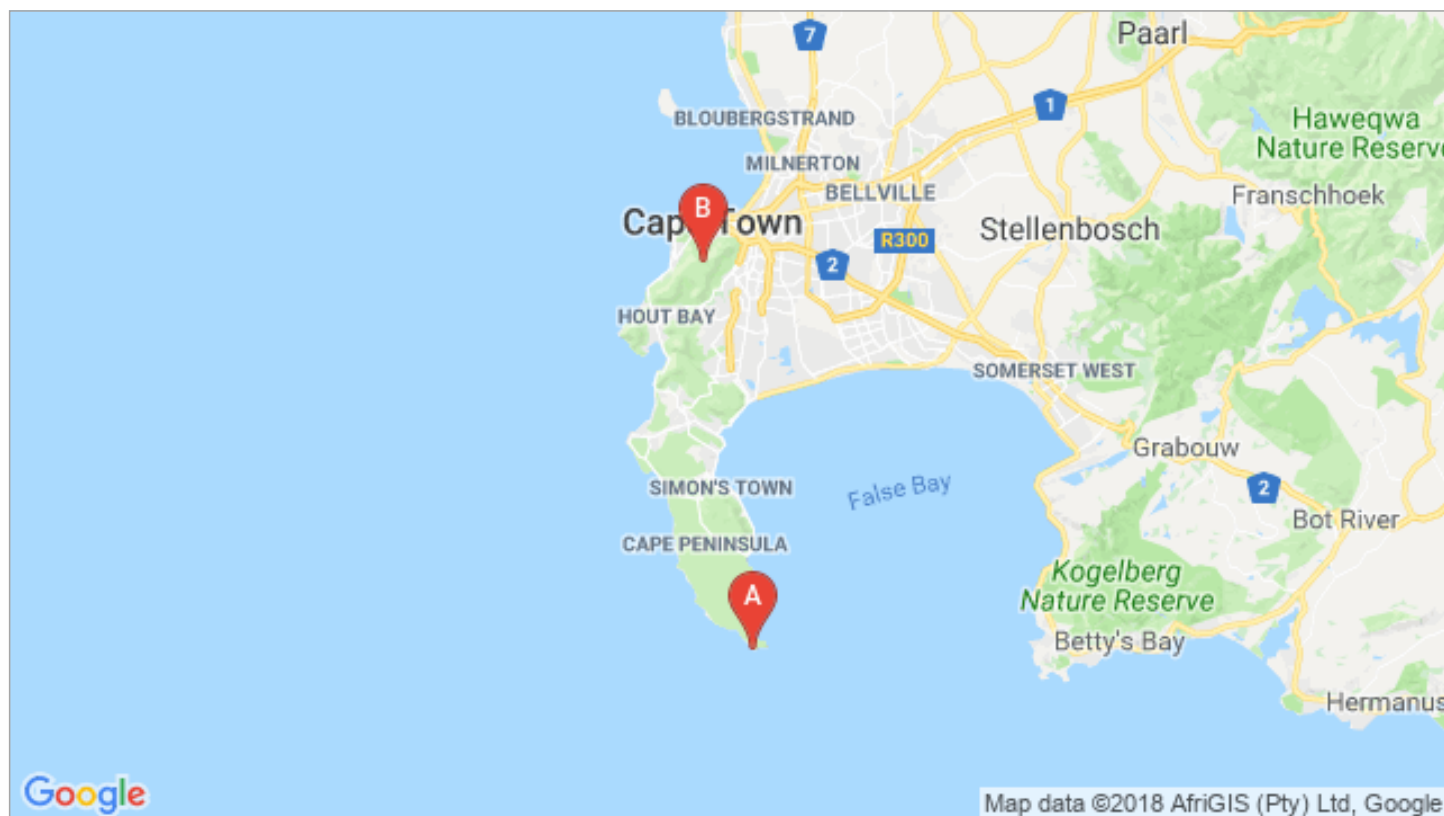 Paarl
7
1
BLOUBERGSTRAND
Haweqwa
Nature Reserve
MILNERTON
BELLVILLE
Franschhoek
B
Cape Town
Stellenbosch
R300
2
HOUT BAY
SOMERSET WEST
Grabouw
SIMON'S TOWN
False Bay
2
Bot River
CAPE PENINSULA
Kogelberg
Nature Reserve
A
Betty's Bay
Hermanus
Google
Map data ©2018 AfriGIS (Pty) Ltd, Google